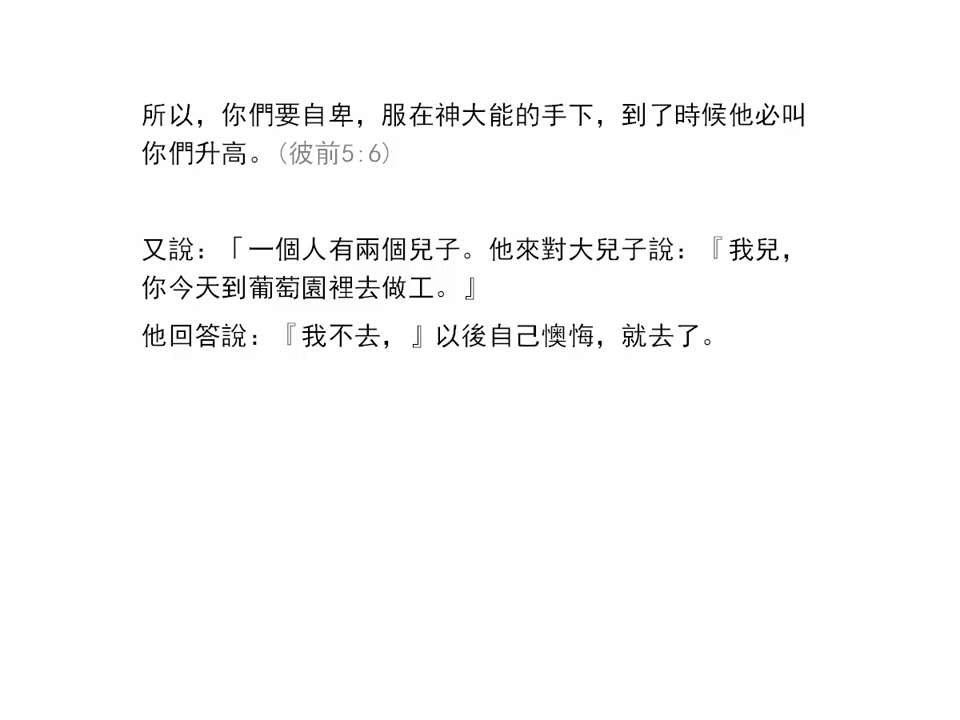 所以，你們要自卑，服在神大能的手下，到了時候他必叫
你們升高。(彼前5:6)
又說：「一個人有兩個兒子。他來對大兒子說：『我兒，
你今天到葡萄園裡去做工。』
他回答說：『我不去，』以後自己懊悔，就去了。